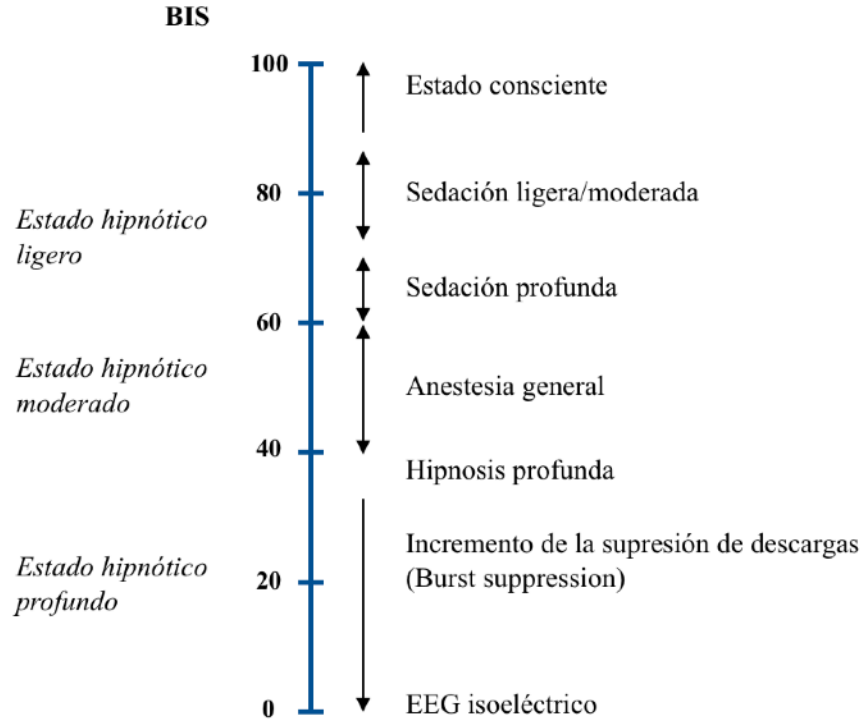 BIS
100
Estado consciente
80
Sedación ligera/moderada
Estado hipnótico
ligero
Sedación profunda
60
Estado hipnótico
moderado
Anestesia general
40
Hipnosis profunda
Incremento de la supresión de descargas
(Burst suppression)
Estado hipnótico
profundo
20
0
EEG isoeléctrico